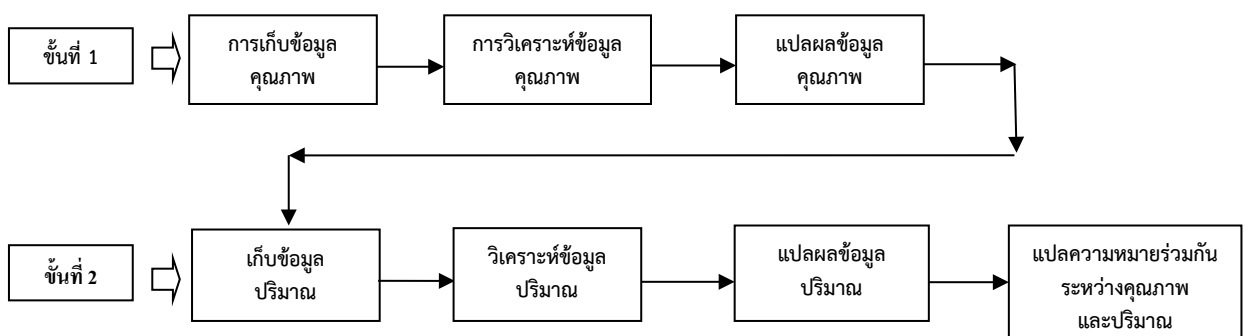 ขั้นที่ 1
การเก็บข้อมูล
คุณภาพ
การวิเคราะห์ข้อมูล
คุณภาพ
แปลผลข้อมูล
คุณภาพ
ขั้นที่ 2
เก็บข้อมูล
ปริมาณ
วิเคราะห์ข้อมูล
ปริมาณ
แปลผลข้อมูล
ปริมาณ
แปลความหมายร่วมกัน
ระหว่างคุณภาพ
และปริมาณ